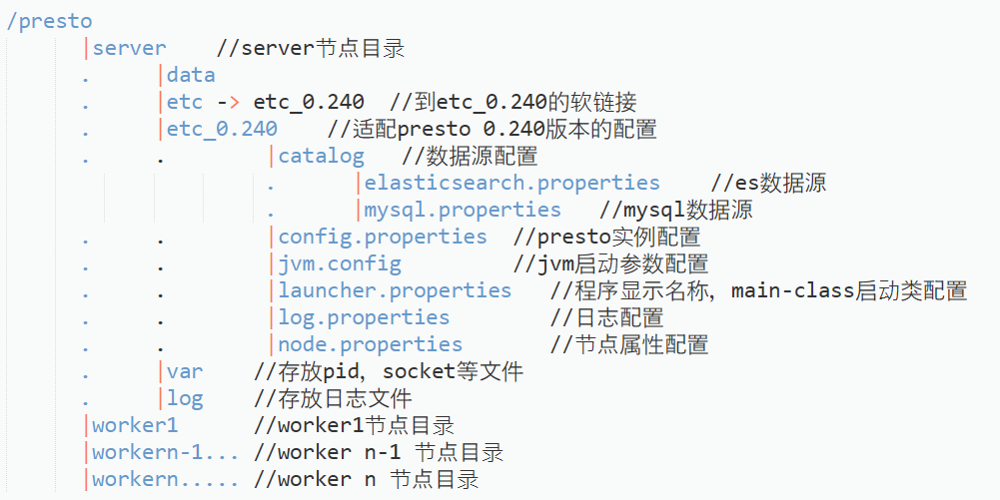 /presto
|server //server节点目录
. |data
. |etc -> etc_0.240 //到etc_0.240的软链接
. |etc_0.240 //适配presto 0.240版本的配置
. . |catalog //数据源配置
. |elasticsearch.properties //es数据源
. |mysql.properties //mysql数据源
. . |config.properties //presto实例配置
. . |jvm.config //jvm启动参数配置
. . |launcher.properties //程序显示名称, main-class启动类配置
. . |log.properties //日志配置
. . |node.properties //节点属性配置
. |var //存放pid, socket等文件
. |log //存放日志文件
|worker1 //worker1节点目录
|workern-1... //worker n-1 节点目录
|workern..... //worker n 节点目录